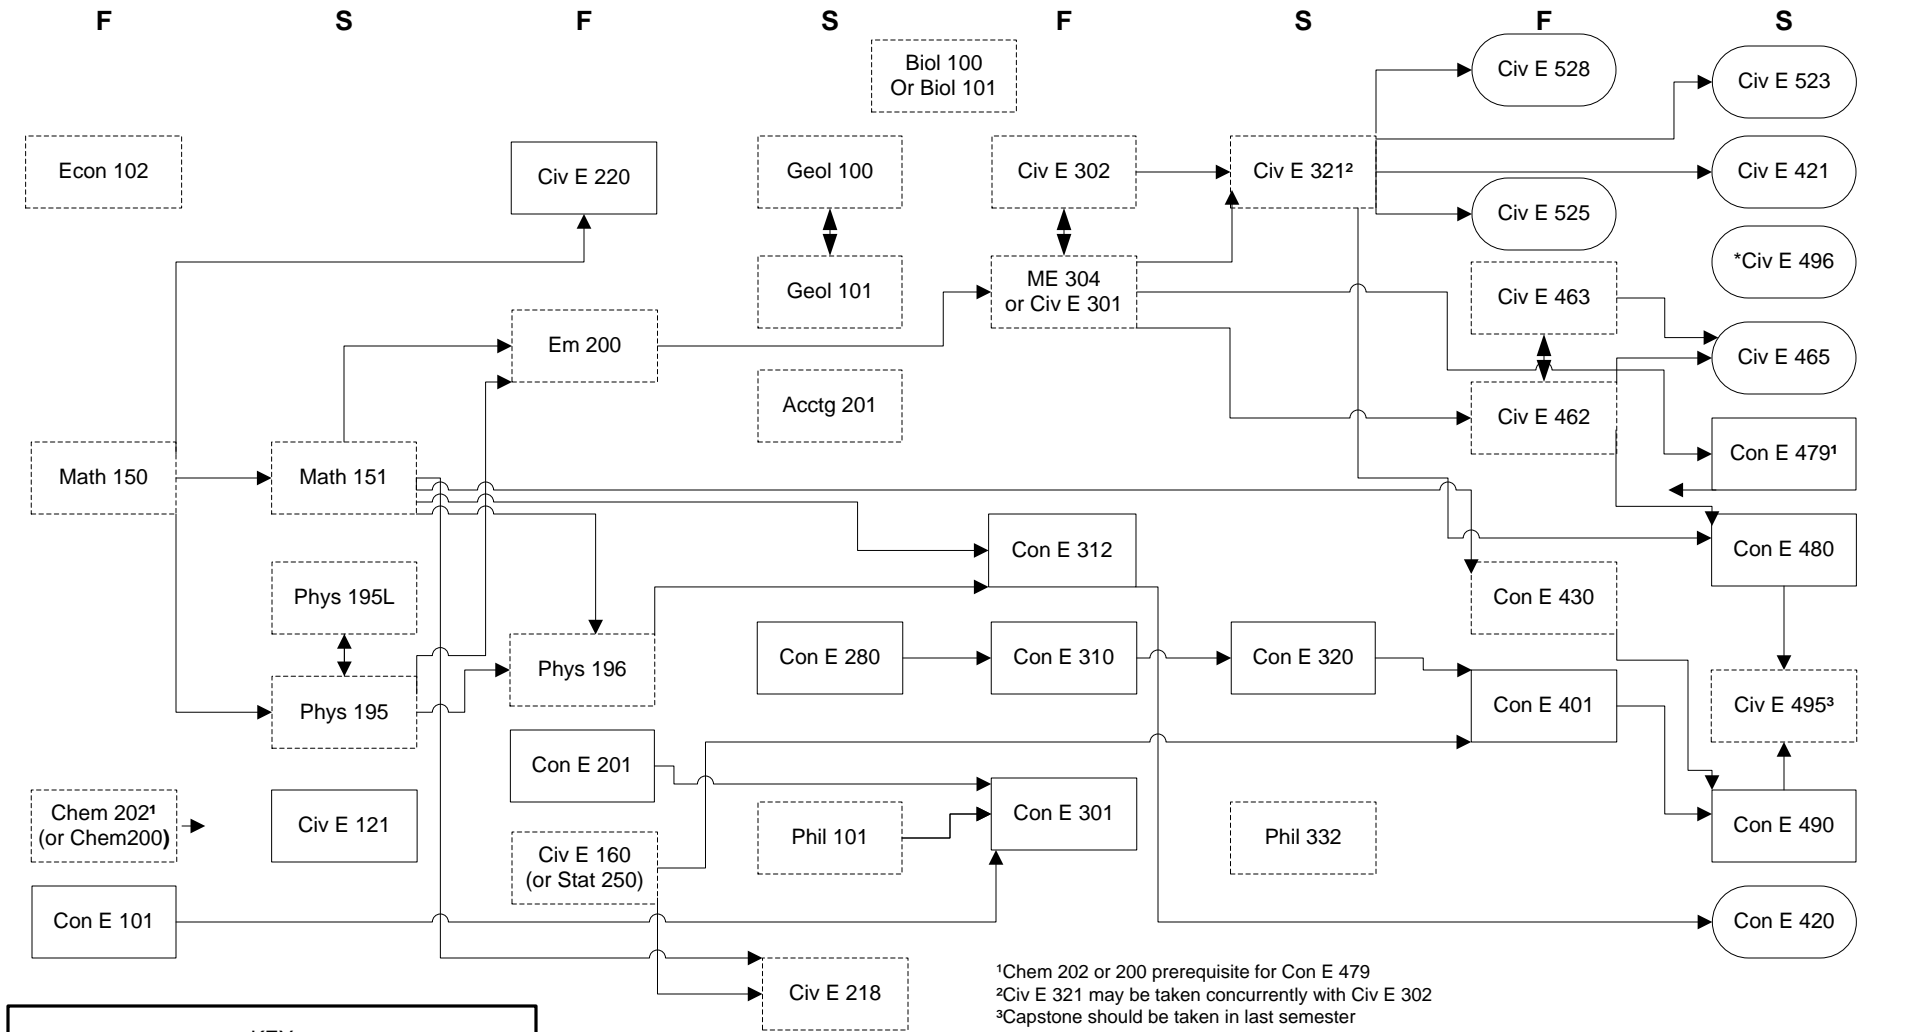 F S F S F S F S
Biol 100
Or Biol 101
Civ E 528
Civ E 523
Econ 102
Civ E 220
Geol 100
Civ E 302
Civ E 321²
Civ E 421
Civ E 525
*Civ E 496
Geol 101
ME 304
or Civ E 301
Civ E 463
Em 200
Civ E 465
Acctg 201
Civ E 462
Math 150
Math 151
Con E 479¹
Con E 312
Con E 480
Phys 195L
Con E 430
Phys 196
Con E 280
Con E 310
Con E 320
Phys 195
Con E 401
Civ E 495³
Con E 201
Chem 202¹
(or Chem200)
Civ E 121
Con E 301
Phil 101
Phil 332
Con E 490
Civ E 160
(or Stat 250)
Con E 101
Con E 420
Civ E 218
¹Chem 202 or 200 prerequisite for Con E 479
²Civ E 321 may be taken concurrently with Civ E 302
³Capstone should be taken in last semester